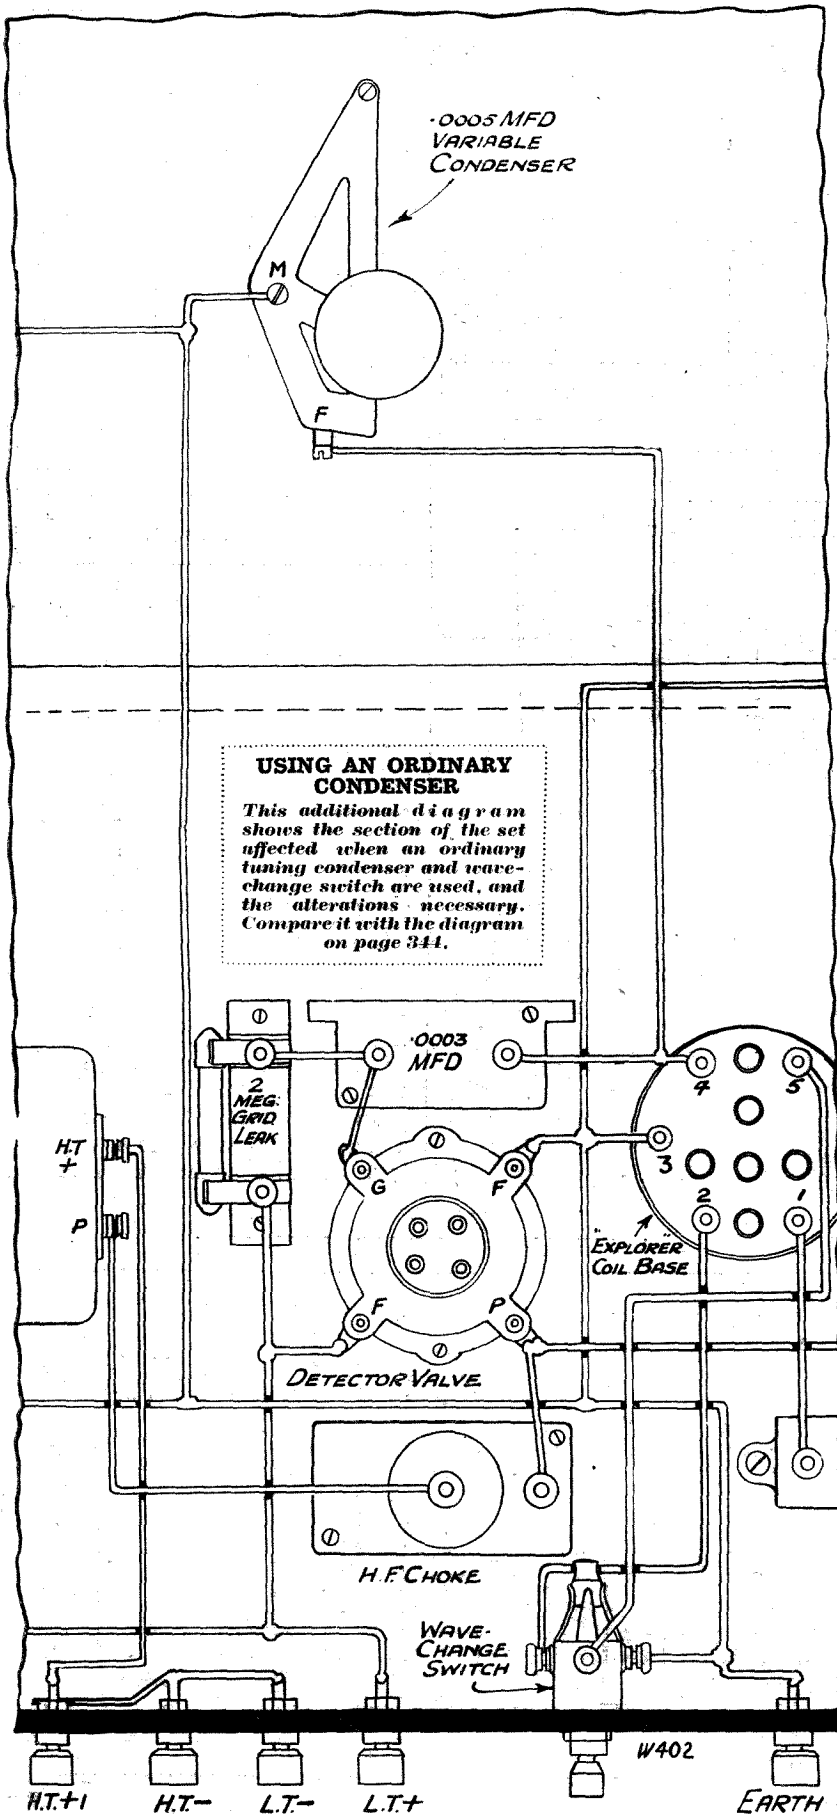 .0005 MFD
VARIABLE
CONDENSER
M
F
USING AN ORDINARY
CONDENSER
This additional diagram
shows the section of the set
affected when an ordinary
tuning condenser and wave-
change switch are used, and
the alterations necessary.
Compare it with the diagram
on page 344.
.0003
MFD
2
MEG:
GRID
LEAK
4
5
3
2
1
H.T
+
P
G
F
F
P
"EXPLORER"
COIL BASE
DETECTOR VALVE
H.F. CHOKE
WAVE-
CHANGE
SWITCH
W402
H.T.+1
H.T.-
L.T.-
L.T.+
EARTH